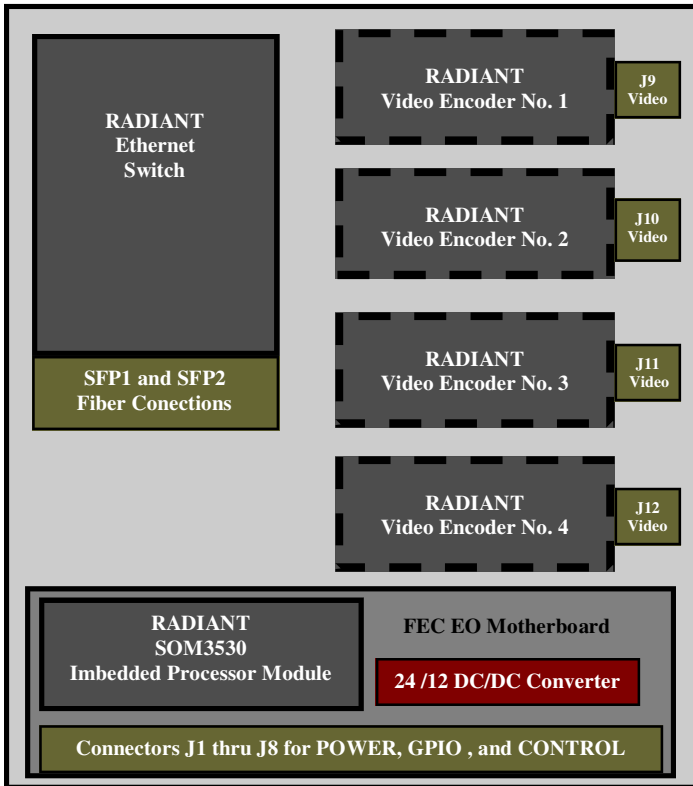 RADIANT
Ethernet
Switch
SFP1 and SFP2
Fiber Conections
RADIANT
Video Encoder No. 1
J9
Video
RADIANT
Video Encoder No. 2
J10
Video
RADIANT
Video Encoder No. 3
J11
Video
RADIANT
Video Encoder No. 4
J12
Video
RADIANT
SOM3530
Imbedded Processor Module
FEC EO Motherboard
24 /12 DC/DC Converter
Connectors J1 thru J8 for POWER, GPIO , and CONTROL